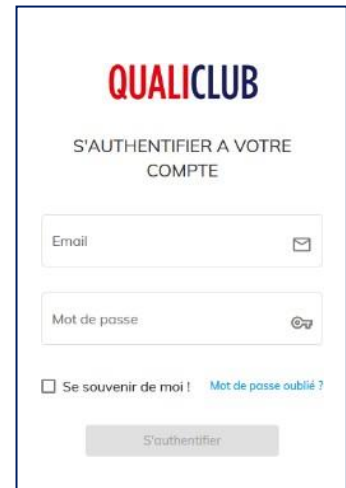 QUALICLUB
S'AUTHENTIFIER A VOTRE
COMPTE
Email
Mot de passe
Se souvenir de moi ! Mot de passe oublié ?
S'authentifier